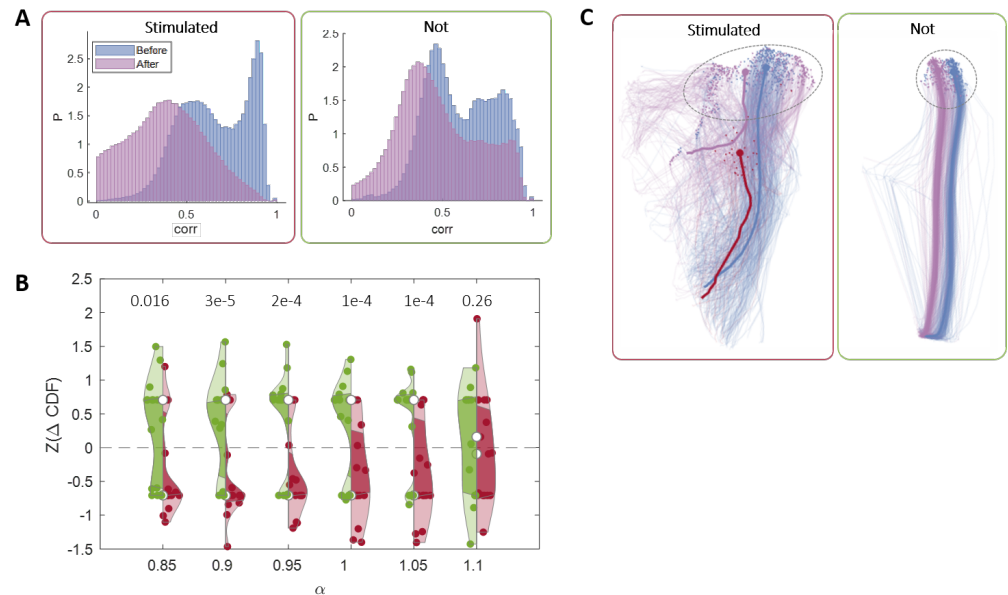 A
Stimulated
Not
P
2.5
2
1.5
1
0.5
0
Before
After
0
0.5
1
corr
P
2.5
2
1.5
1
0.5
0
0
0.5
1
corr
B
Z(Δ CDF)
2.5
2
1.5
1
0.5
0
-0.5
-1
-1.5
0.016
3e-5
2e-4
1e-4
1e-4
0.26
0.85
0.9
0.95
1
1.05
1.1
α
C
Stimulated
Not